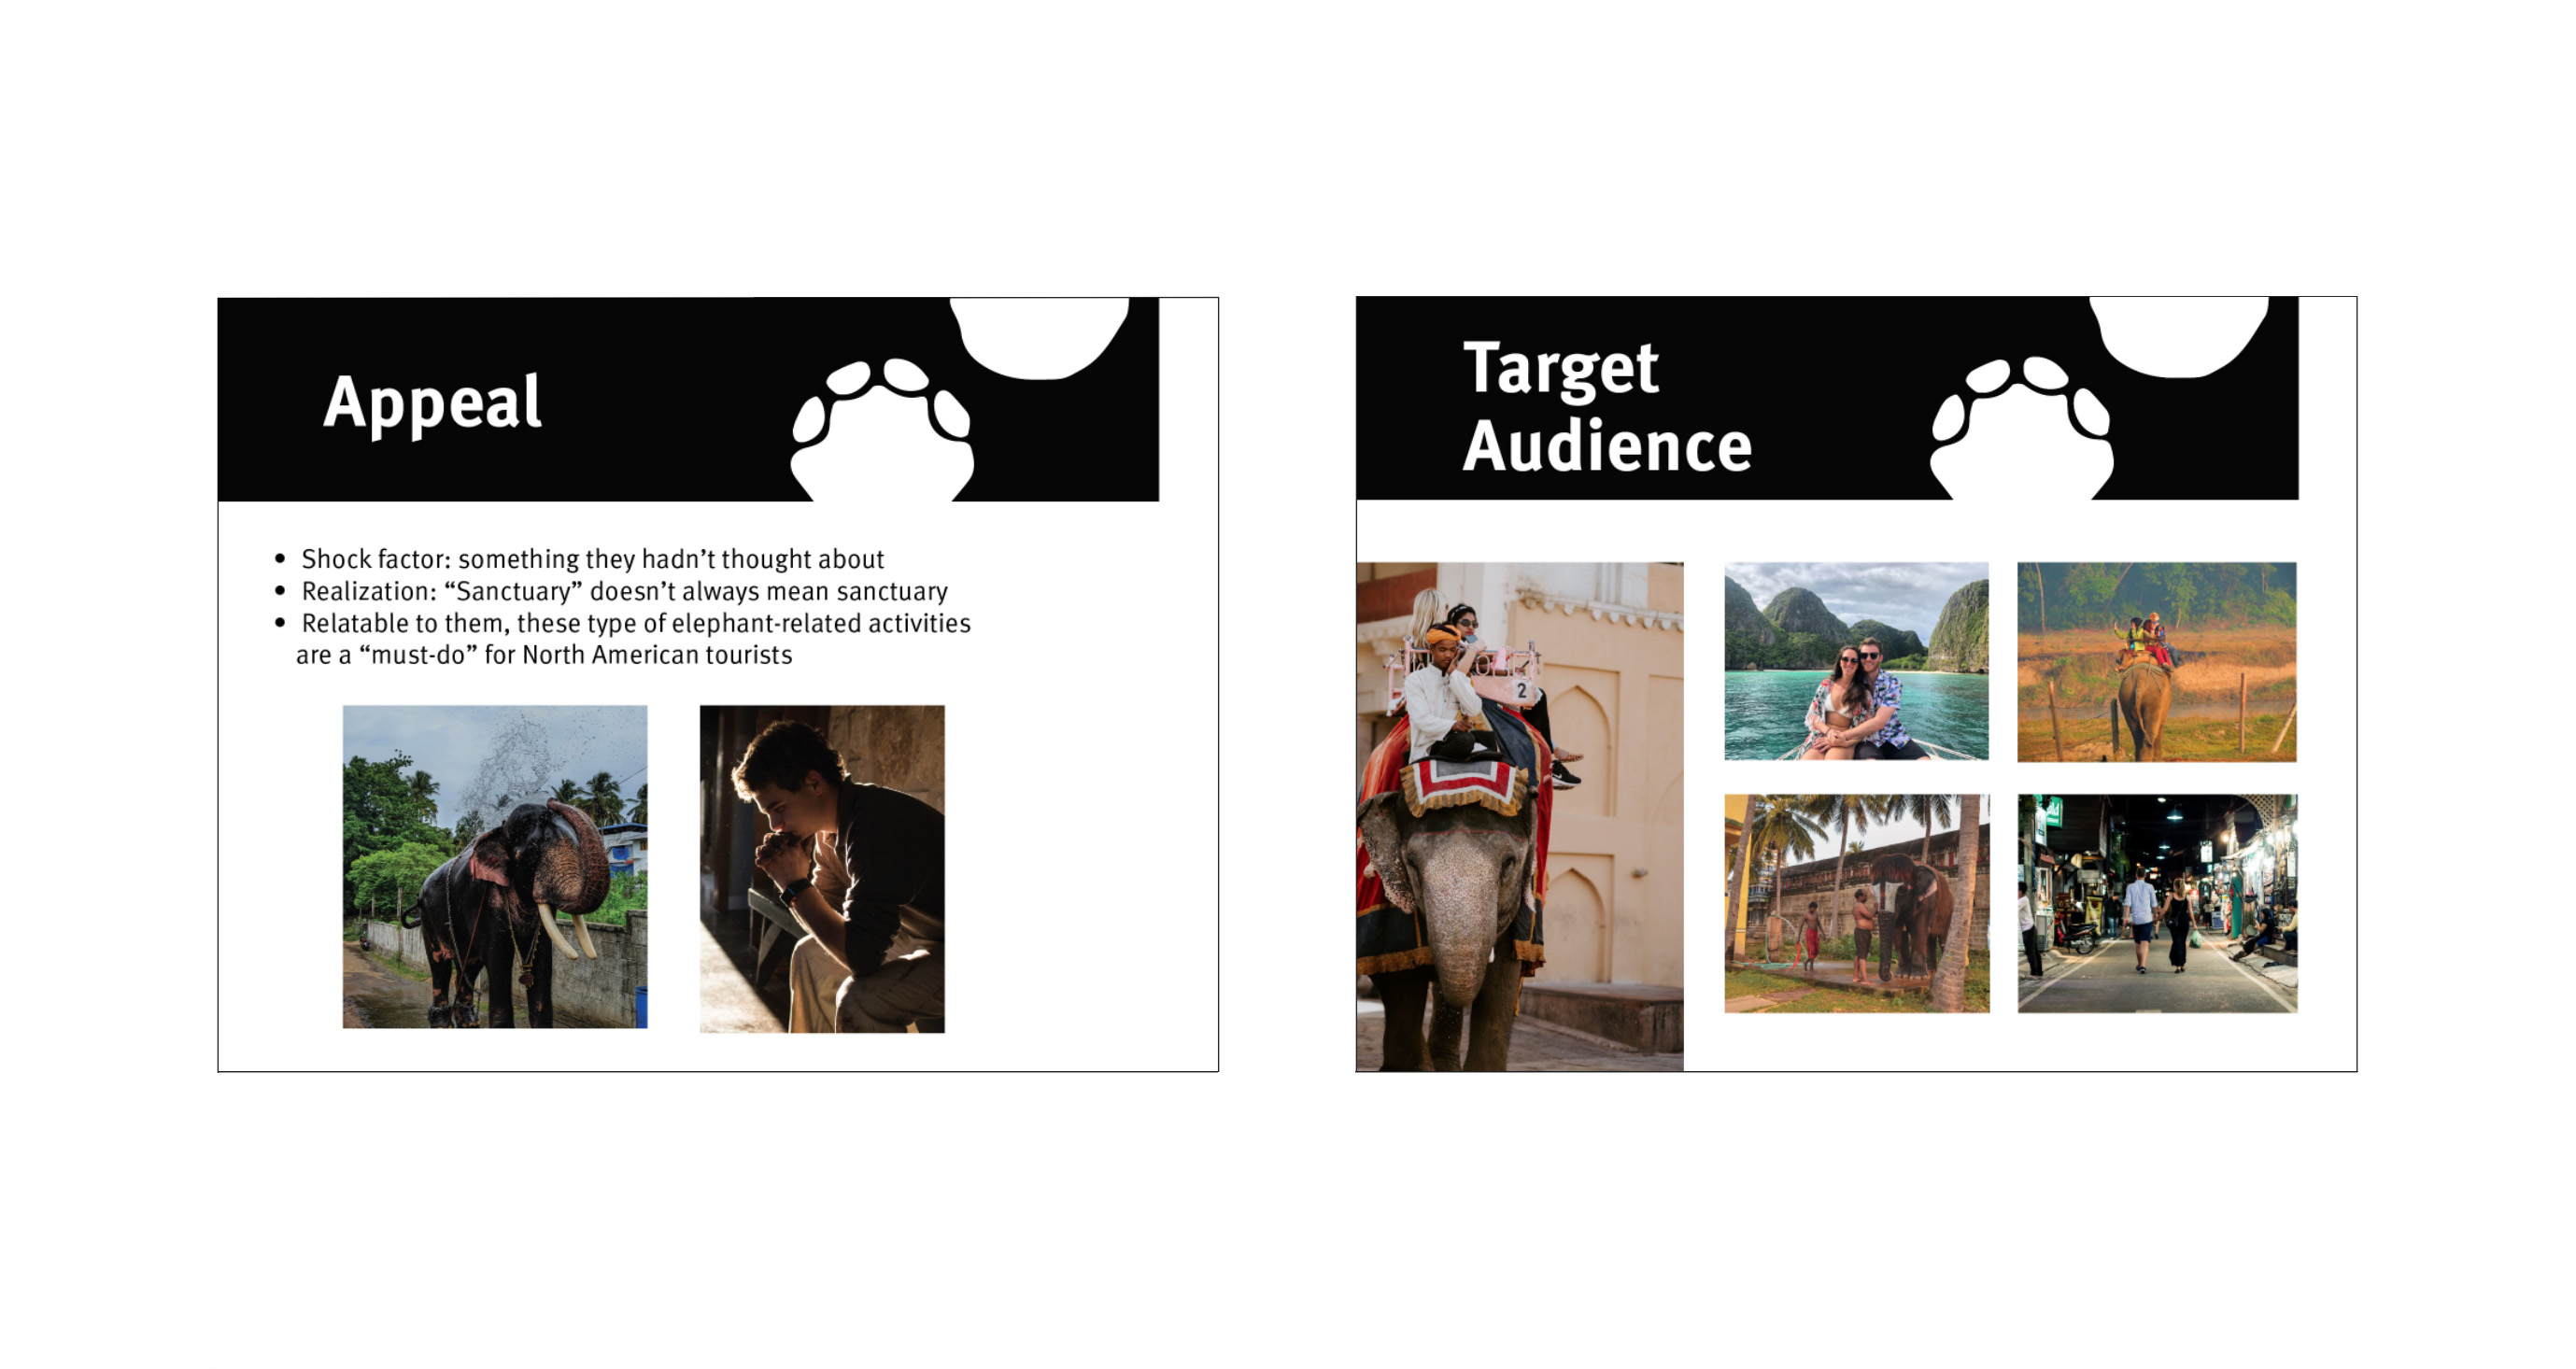 Appeal
• Shock factor: something they hadn’t thought about
• Realization: “Sanctuary” doesn’t always mean sanctuary
• Relatable to them, these type of elephant-related activities
are a “must-do” for North American tourists
Target
Audience
2